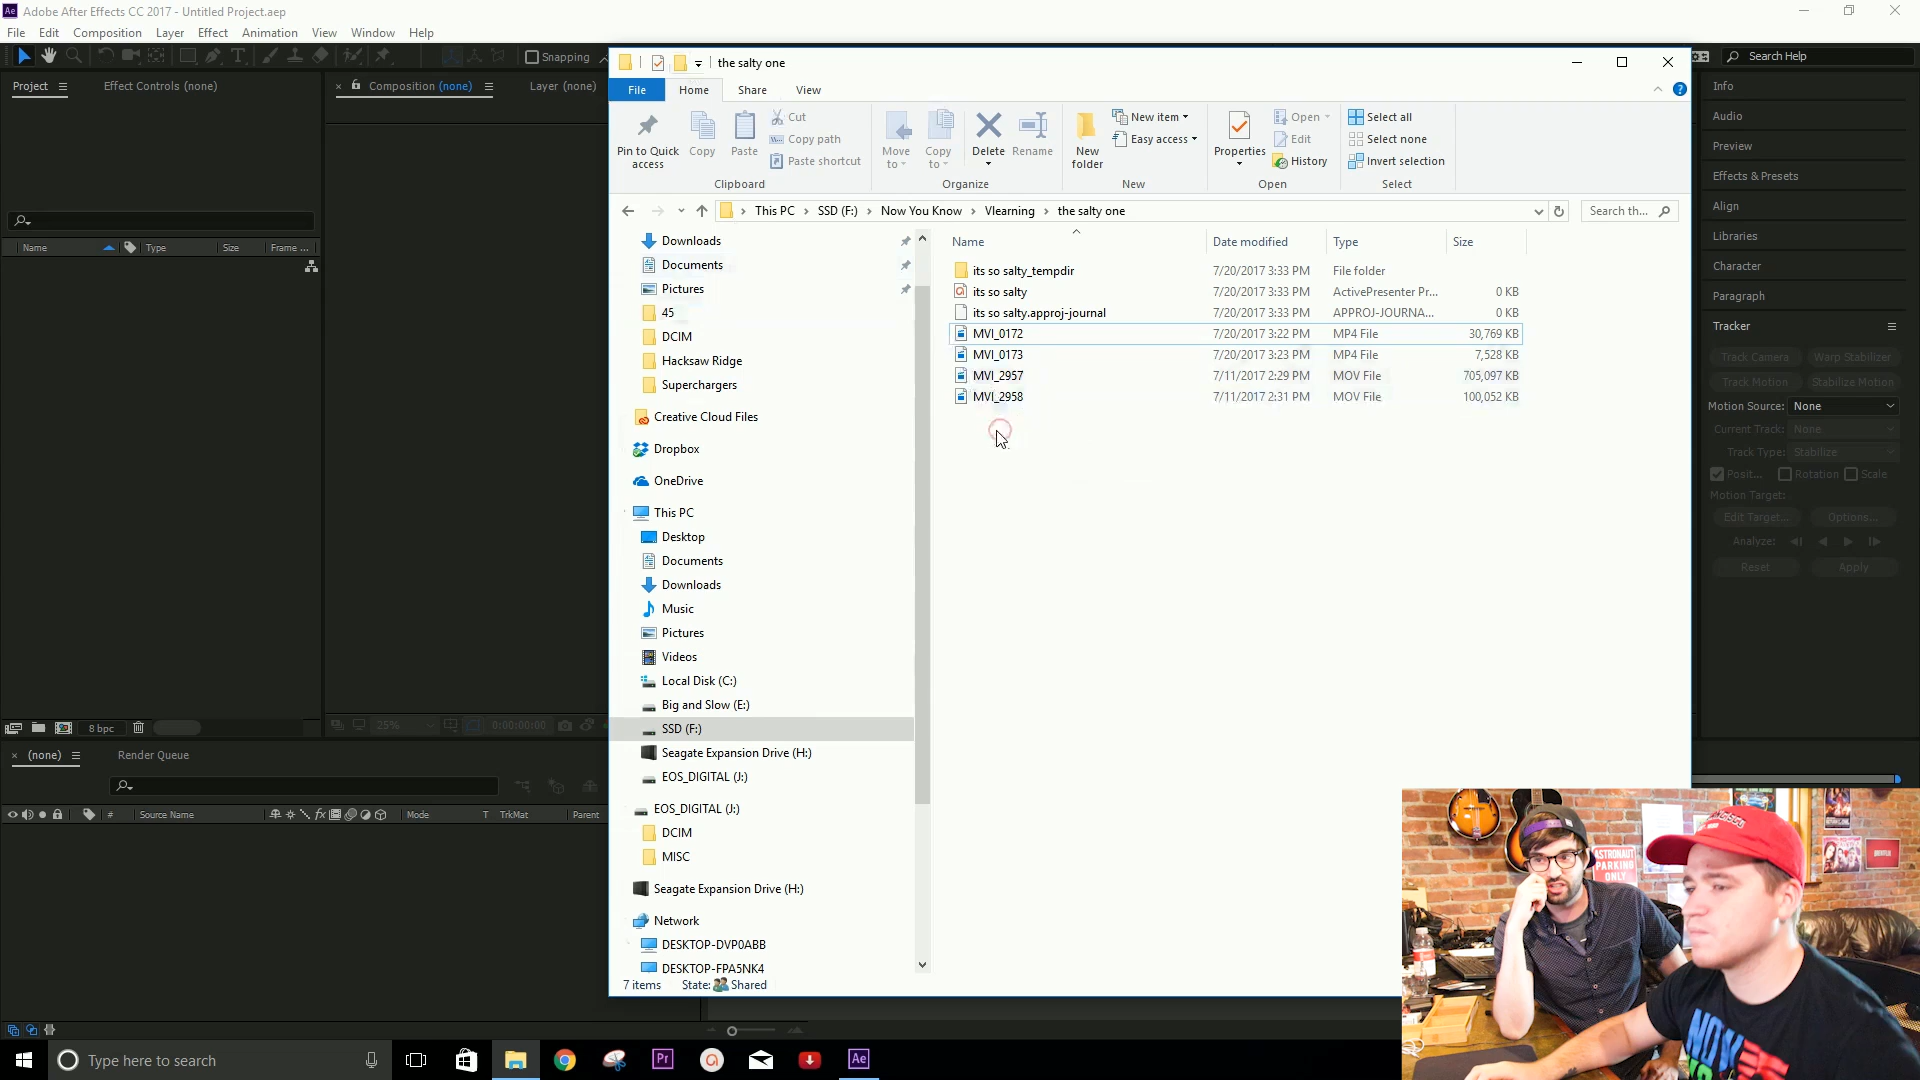 Ae Adobe After Effects CC 2017 - Untitled Project.aep
File Edit Composition Layer Effect Animation View Window Help
Snapping
Search Help
Project
Effect Controls (none)
Composition (none)
Layer (none)
Name Type Size Frame ...
8 bpc
25%
0:00:00:00
(none)
Render Queue
# Source Name Mode T TrkMat Parent
the salty one
File Home Share View
Pin to Quick access
Copy
Paste
Cut
Copy path
Paste shortcut
Clipboard
Move to
Copy to
Delete
Rename
Organize
New folder
New item
Easy access
New
Properties
Open
Edit
History
Open
Select all
Select none
Invert selection
Select
This PC > SSD (F:) > Now You Know > Vlearning > the salty one
Search th...
Downloads
Documents
Pictures
45
DCIM
Hacksaw Ridge
Superchargers
Creative Cloud Files
Dropbox
OneDrive
This PC
Desktop
Documents
Downloads
Music
Pictures
Videos
Local Disk (C:)
Big and Slow (E:)
SSD (F:)
Seagate Expansion Drive (H:)
EOS_DIGITAL (J:)
EOS_DIGITAL (J:)
DCIM
MISC
Seagate Expansion Drive (H:)
Network
DESKTOP-DVP0ABB
DESKTOP-FPA5NK4
7 items State: Shared
Name Date modified Type Size
its so salty_tempdir 7/20/2017 3:33 PM File folder
its so salty 7/20/2017 3:33 PM ActivePresenter Pr... 0 KB
its so salty.approj-journal 7/20/2017 3:33 PM APPROJ-JOURNA... 0 KB
MVI_0172 7/20/2017 3:22 PM MP4 File 30,769 KB
MVI_0173 7/20/2017 3:23 PM MP4 File 7,528 KB
MVI_2957 7/11/2017 2:29 PM MOV File 705,097 KB
MVI_2958 7/11/2017 2:31 PM MOV File 100,052 KB
Info
Audio
Preview
Effects & Presets
Align
Libraries
Character
Paragraph
Tracker
Track Camera Warp Stabilizer
Track Motion Stabilize Motion
Motion Source: None
Current Track: None
Track Type: Stabilize
Posit... Rotation Scale
Motion Target:
Edit Target... Options...
Analyze:
Reset Apply
ASTRONAUT
PARKING
ONLY
NOW
Type here to search
Pr
Ae